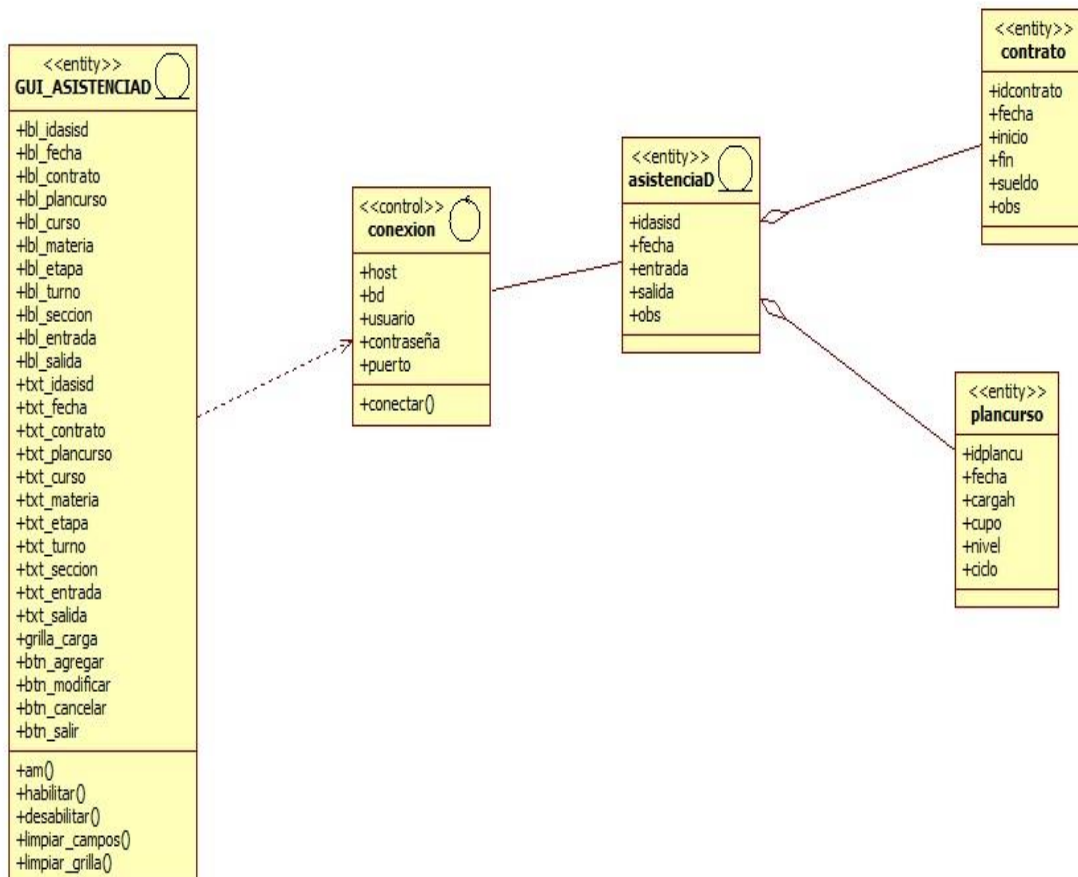 <<entity>>
GUI_ASISTENCIAD
+lbl_idasisd
+lbl_fecha
+lbl_contrato
+lbl_plancurso
+lbl_curso
+lbl_materia
+lbl_etapa
+lbl_turno
+lbl_seccion
+lbl_entrada
+lbl_salida
+txt_idasisd
+txt_fecha
+txt_contrato
+txt_plancurso
+txt_curso
+txt_materia
+txt_etapa
+txt_turno
+txt_seccion
+txt_entrada
+txt_salida
+grilla_carga
+btn_agregar
+btn_modificar
+btn_cancelar
+btn_salir
+am()
+habilitar()
+desabilitar()
+limpiar_campos()
+limpiar_grilla()
<<control>>
conexion
+host
+bd
+usuario
+contraseña
+puerto
+conectar()
<<entity>>
asistenciaD
+idasisd
+fecha
+entrada
+salida
+obs
<<entity>>
contrato
+idcontrato
+fecha
+inicio
+fin
+sueldo
+obs
<<entity>>
plancurso
+idplancu
+fecha
+cargah
+cupo
+nivel
+ciclo